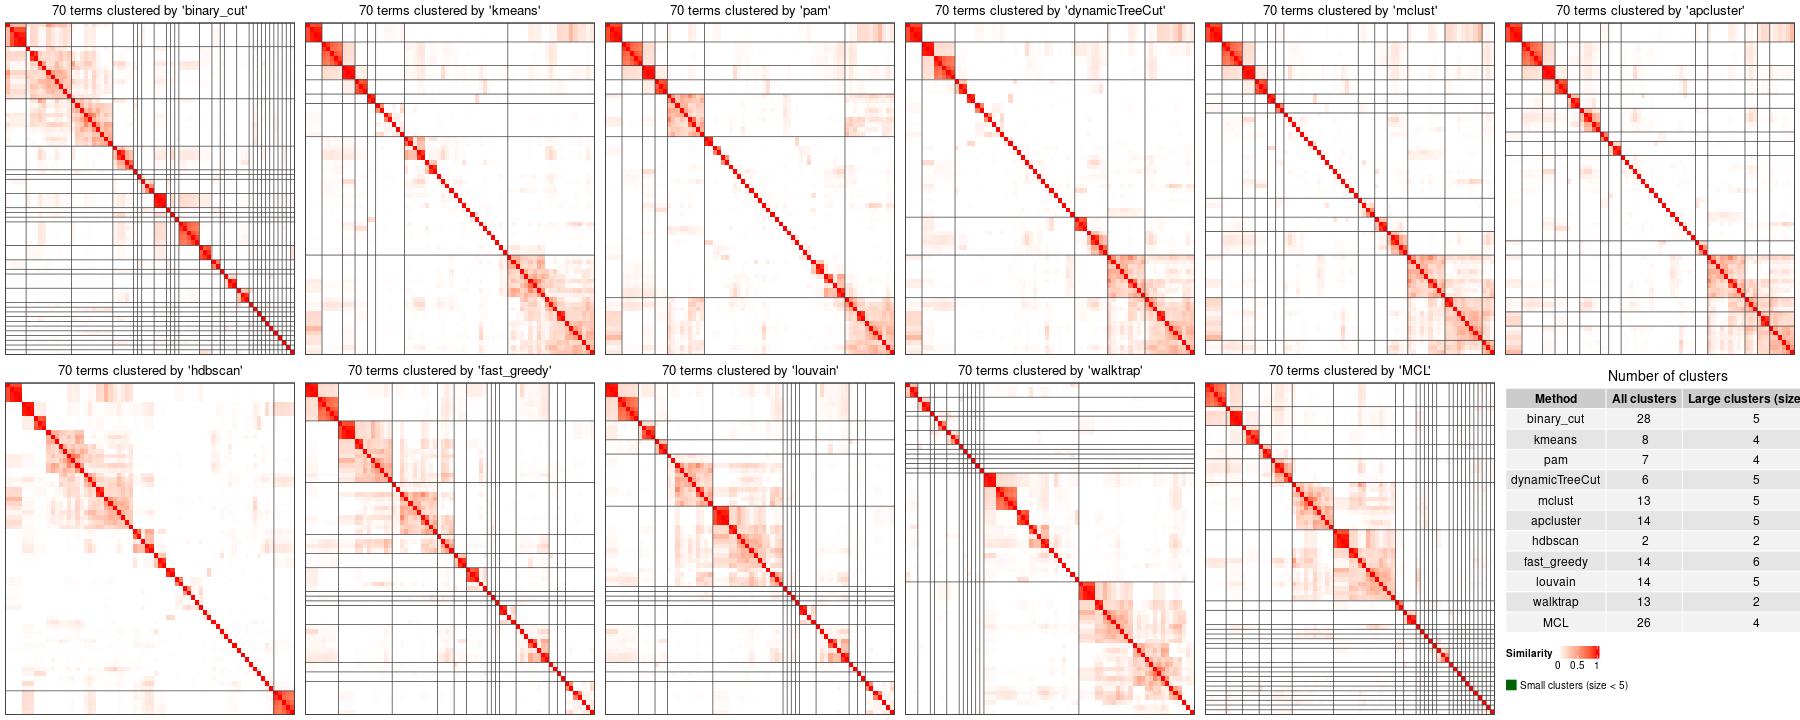 70 terms clustered by 'binary_cut'
70 terms clustered by 'kmeans'
70 terms clustered by 'pam'
70 terms clustered by 'dynamicTreeCut'
70 terms clustered by 'mclust'
70 terms clustered by 'apcluster'
70 terms clustered by 'hdbscan'
70 terms clustered by 'fast_greedy'
70 terms clustered by 'louvain'
70 terms clustered by 'walktrap'
70 terms clustered by 'MCL'
Number of clusters
Method All clusters Large clusters (size
binary_cut 28 5
kmeans 8 4
pam 7 4
dynamicTreeCut 6 5
mclust 13 5
apcluster 14 5
hdbscan 2 2
fast_greedy 14 6
louvain 14 5
walktrap 13 2
MCL 26 4
Similarity
0 0.5 1
Small clusters (size < 5)